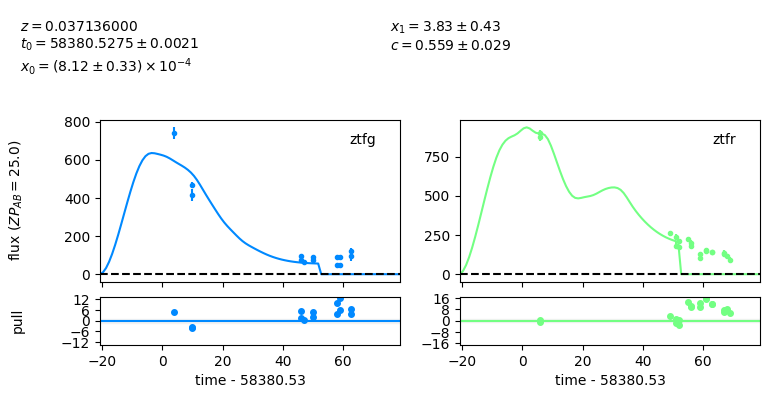 z = 0.037136000
t₀ = 58380.5275 ± 0.0021
x₀ = (8.12 ± 0.33) × 10⁻⁴
x₁ = 3.83 ± 0.43
c = 0.559 ± 0.029
flux (ZP_AB = 25.0)
800
600
400
200
0
ztfg
750
500
250
0
ztfr
pull
12
6
0
−6
−12
−20
0
20
40
60
time - 58380.53
16
8
0
−8
−16
−20
0
20
40
60
time - 58380.53